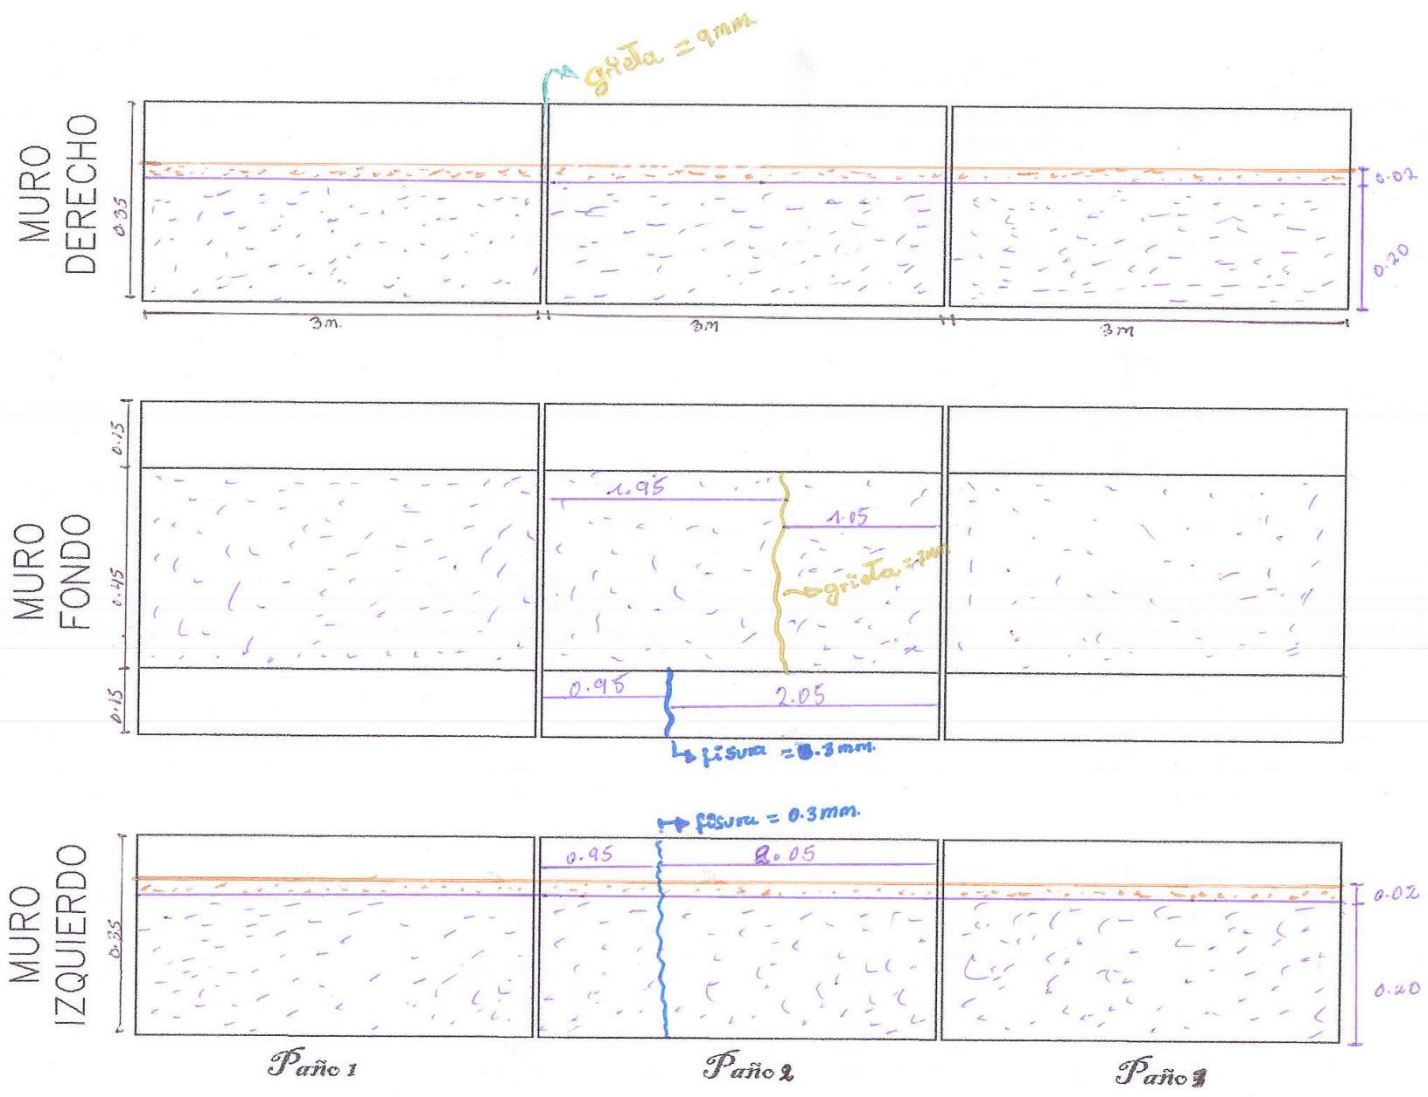 grieta = 9mm.
MURO
DERECHO
0.35
0.02
0.20
3m.
3m
3m
MURO
FONDO
0.15
0.45
0.15
1.95
1.05
0.95
2.05
fisura = 0.3mm.
MURO
IZQUIERDO
0.35
fisura = 0.3mm.
0.95
2.05
0.02
0.20
Paño 1
Paño 2
Paño